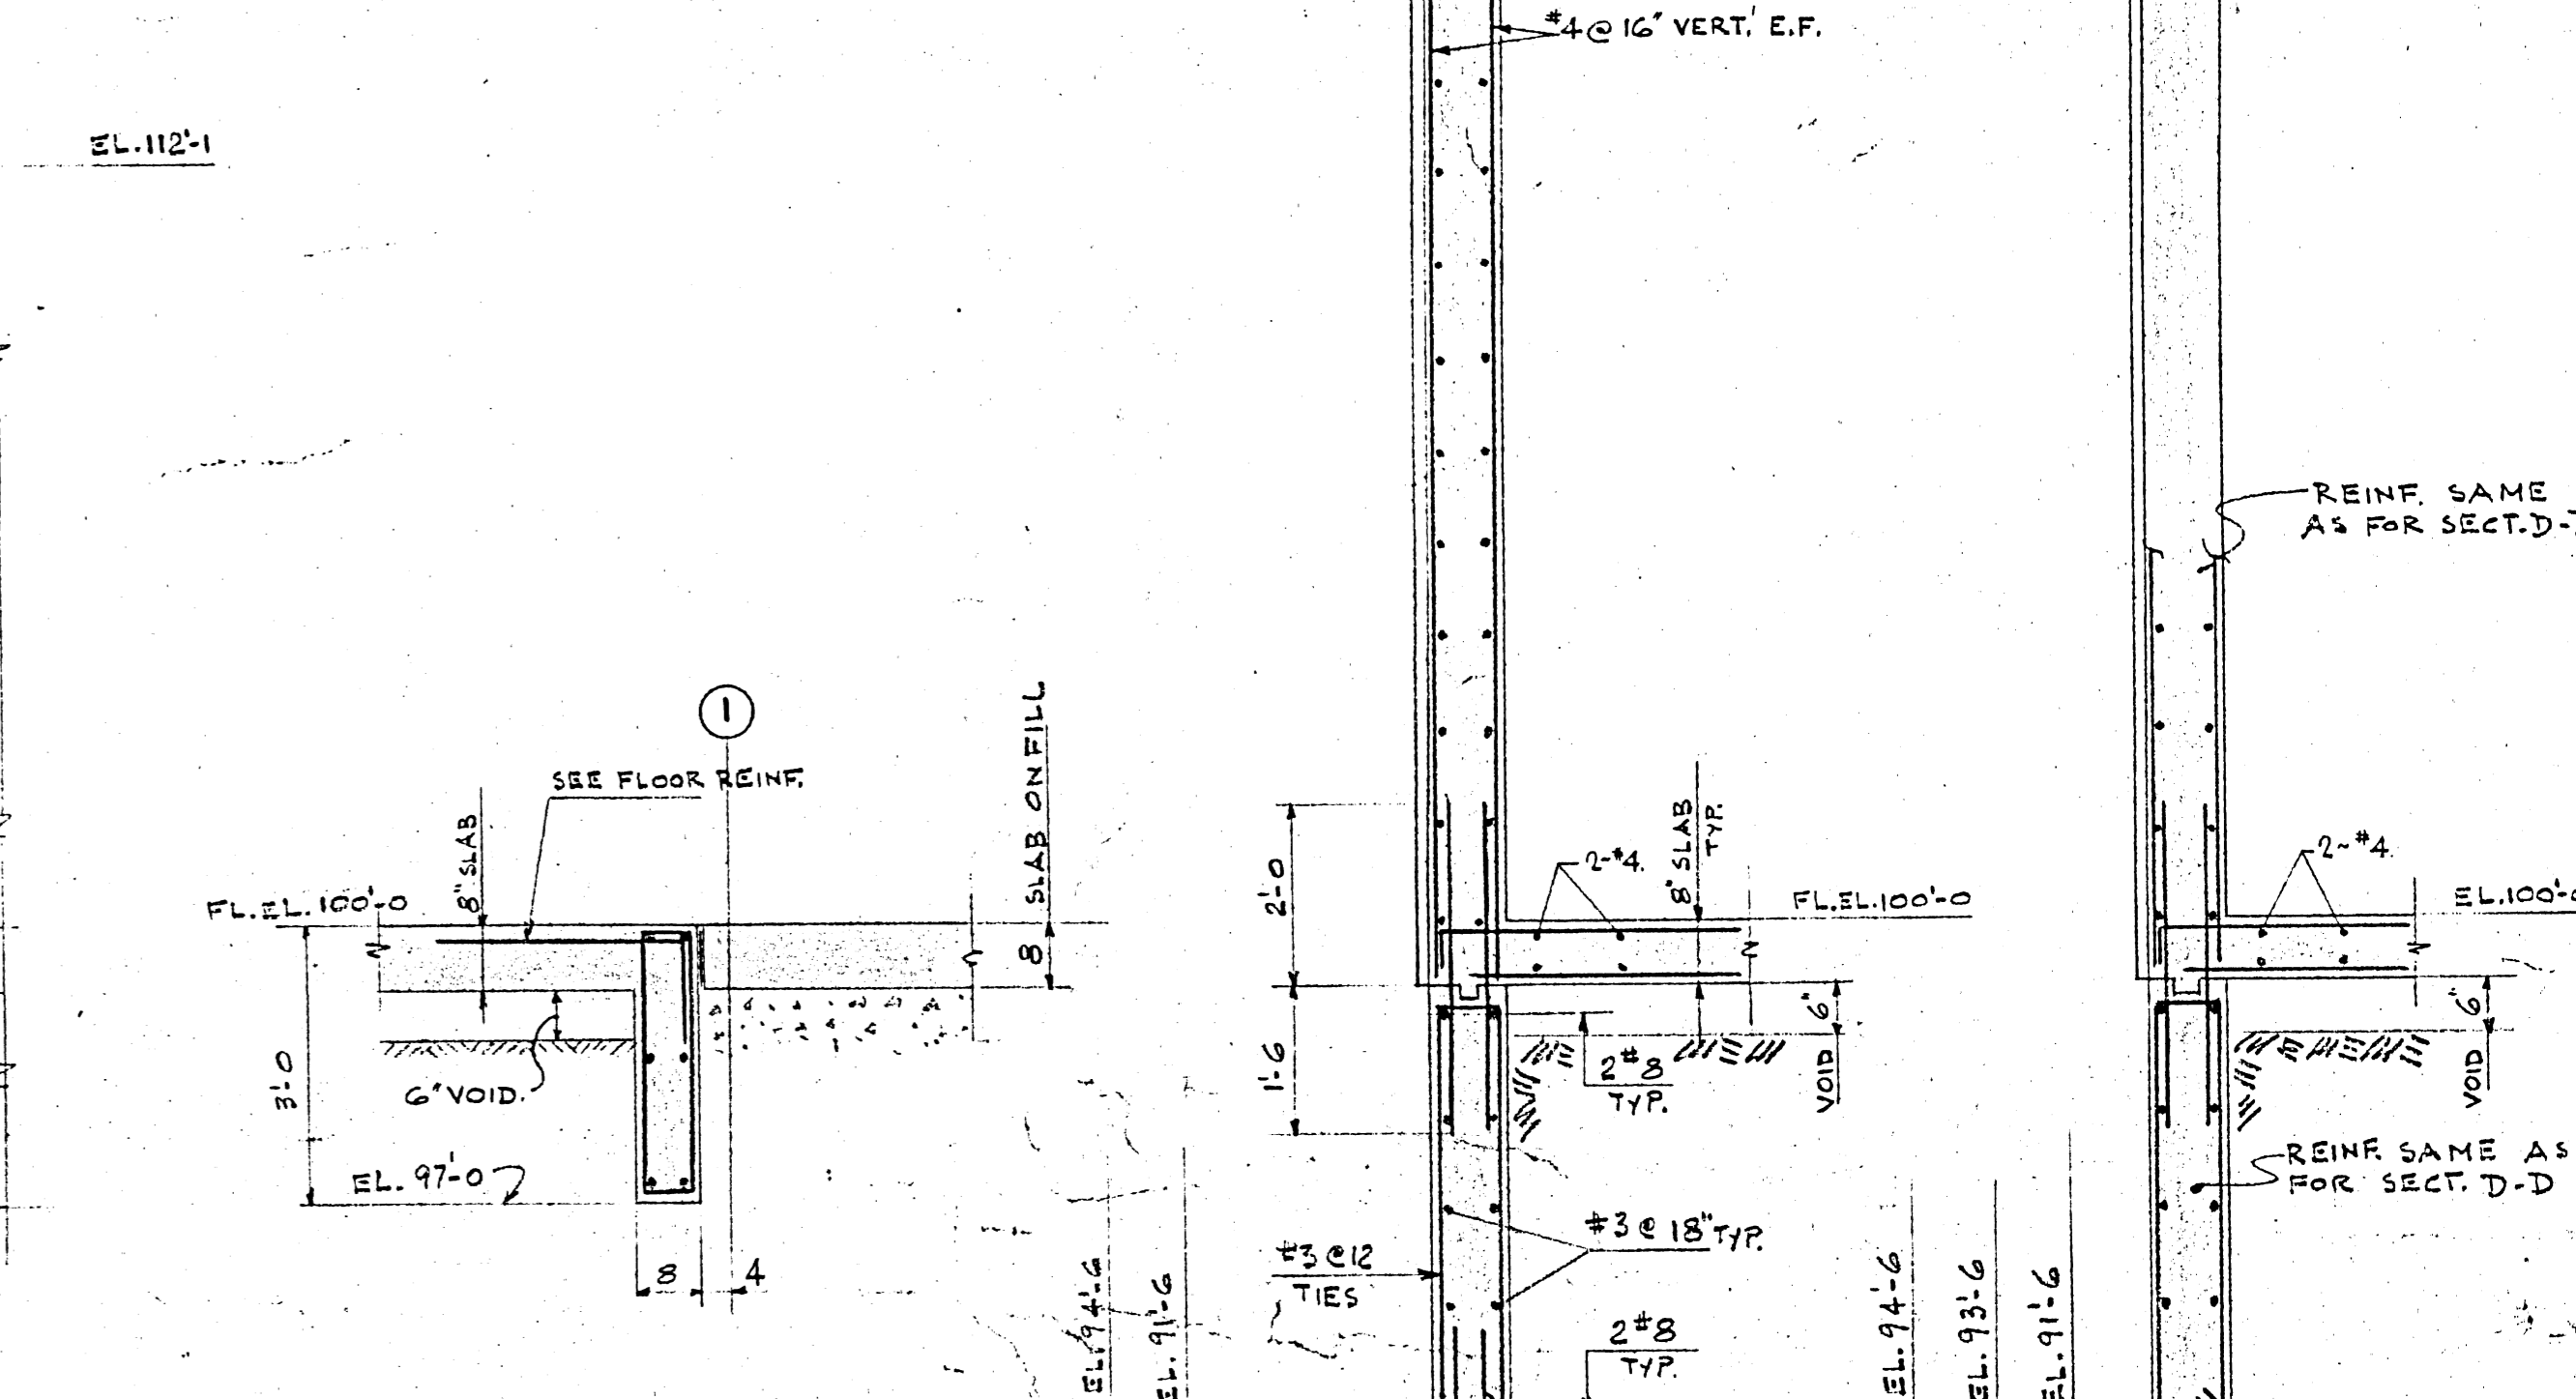 #4@16" VERT. E.F.
EL.112'-1
REINF. SAME
AS FOR SECT.D-
1
SEE FLOOR REINF.
8" SLAB
FL.EL.100'-0
3'-0
6" VOID.
EL. 97'-0
8
4
8
SLAB ON FILL
EL. 94'-6
EL. 91'-6
2'-0
1'-6
#3@12
TIES
2-#4.
8" SLAB
TYP.
FL.EL.100'-0
6"
VOID
2#8
TYP.
#3@18" TYP.
2#8
TYP.
EL. 94'-6
EL. 93'-6
EL. 91'-6
2-#4.
EL.100'-
6"
VOID
REINF. SAME AS
FOR SECT. D-D